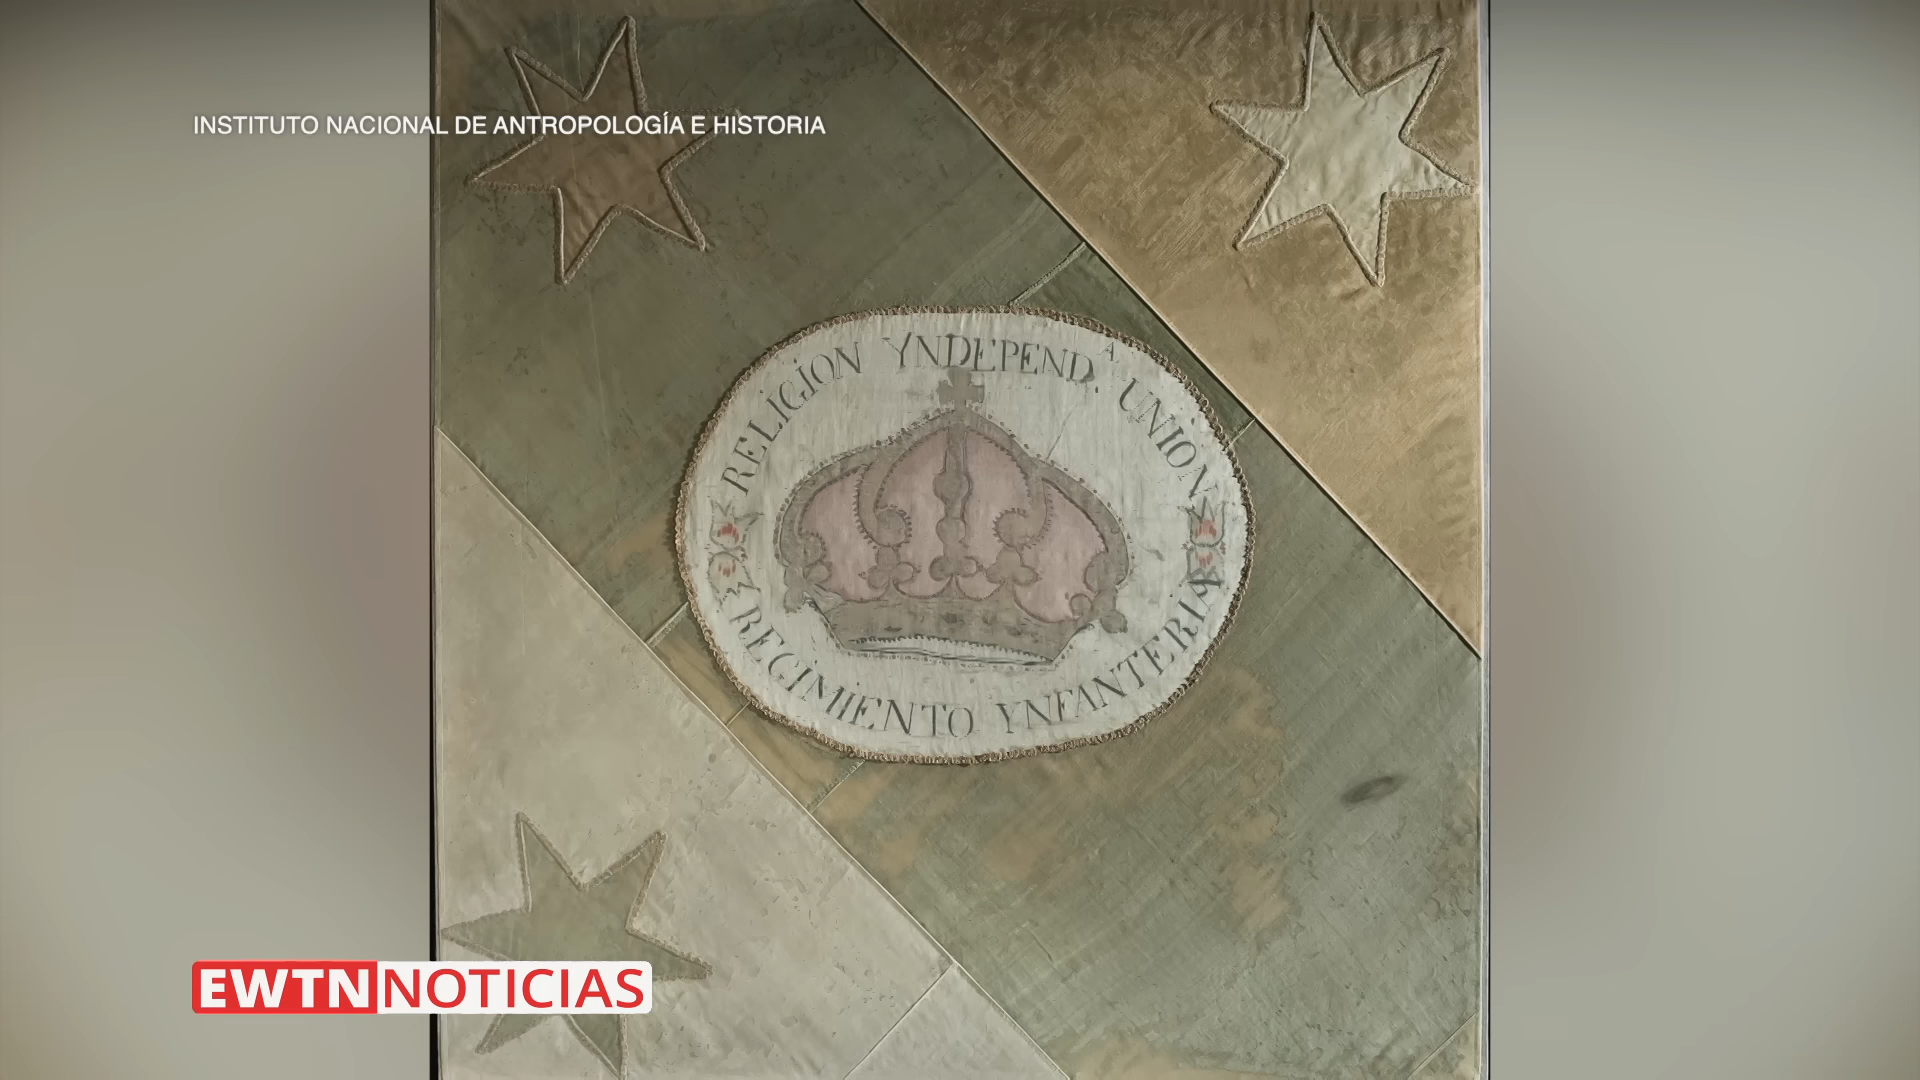 INSTITUTO NACIONAL DE ANTROPOLOGÍA E HISTORIA
RELIGION YNDEPEND.A UNION
REGIMIENTO YNFANTERIA
EWTN NOTICIAS